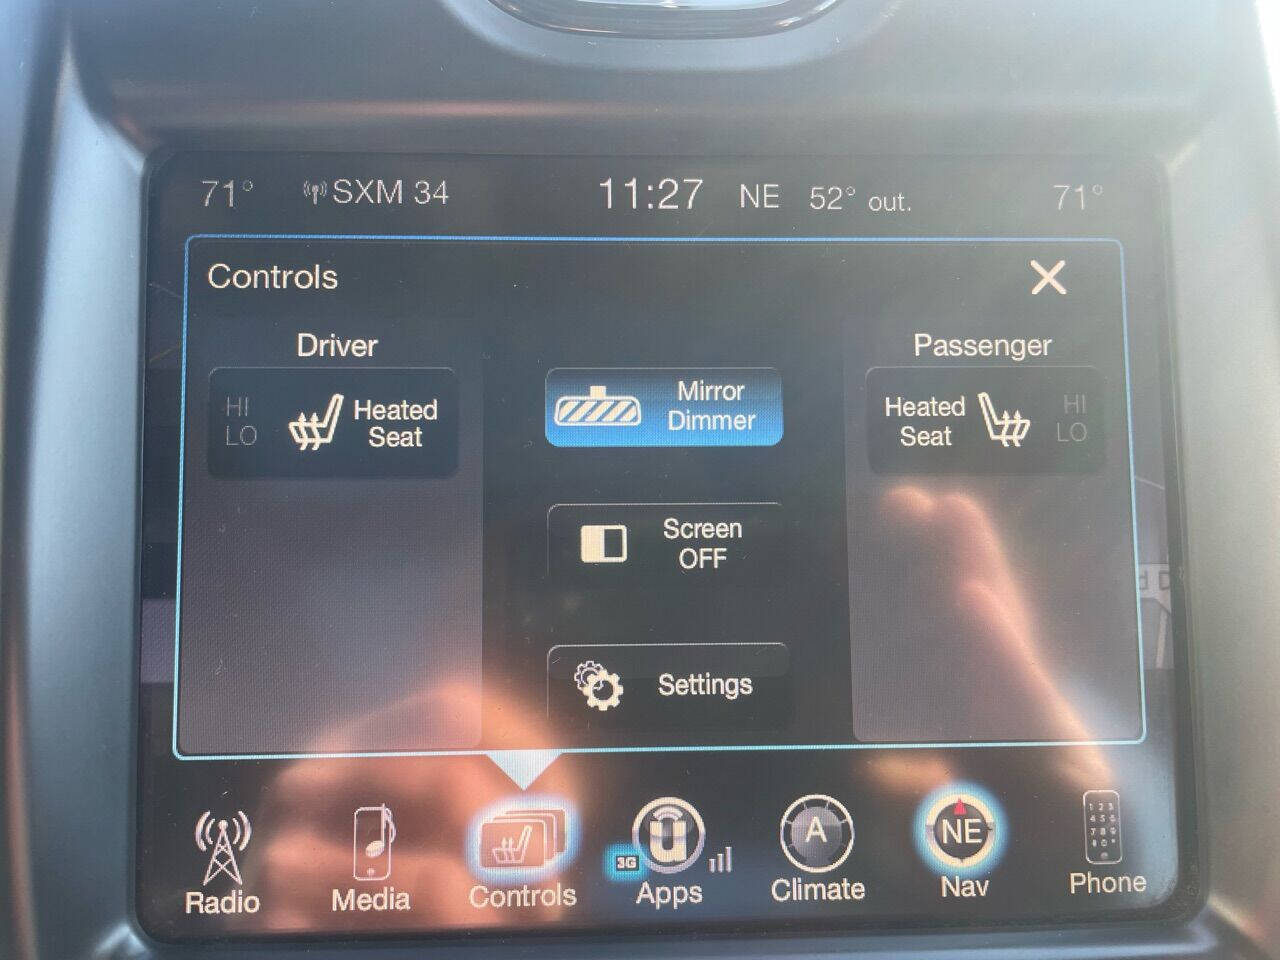 71° SXM 34 11:27 NE 52° out. 71°
Controls
Driver
Passenger
HI
LO
Heated
Seat
Mirror
Dimmer
Heated
Seat
HI
LO
Screen
OFF
Settings
A
NE
3G
Radio
Media
Controls
Apps
Climate
Nav
Phone